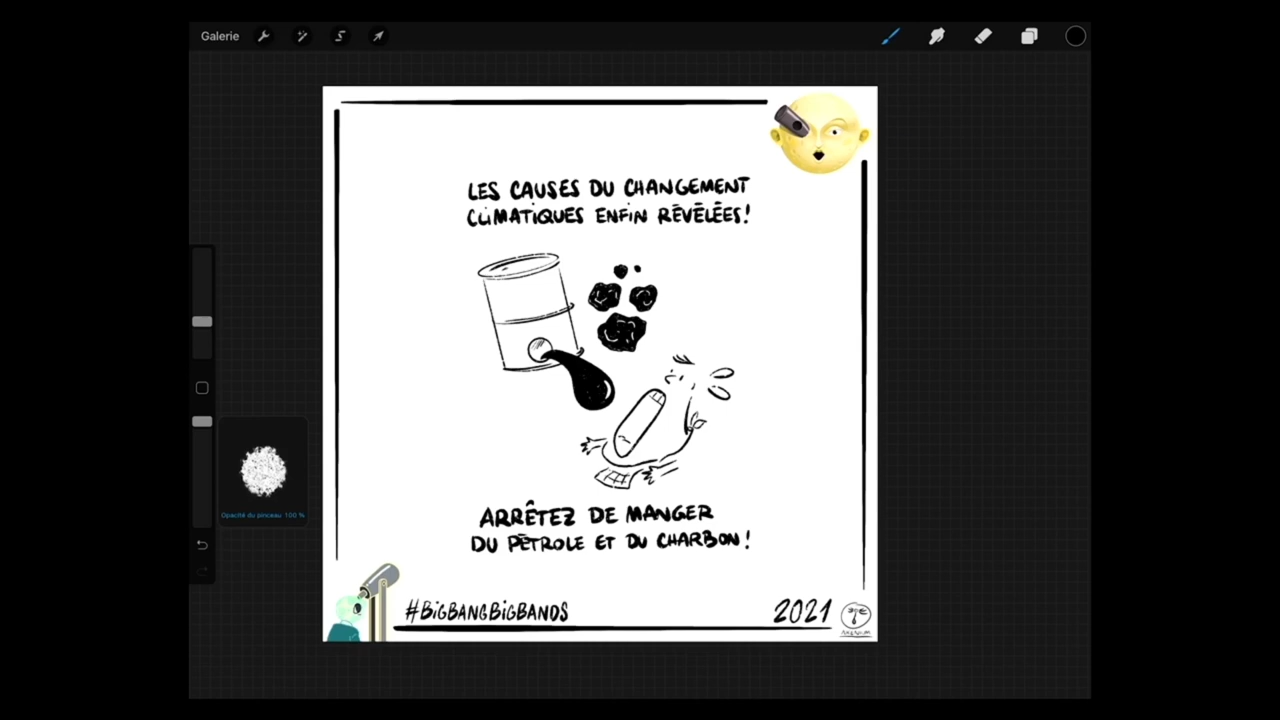 Galerie
LES CAUSES DU CHANGEMENT
CLIMATIQUES ENFIN RÉVÉLÉES!
Opacité du pinceau 100 %
ARRÊTEZ DE MANGER
DU PÉTROLE ET DU CHARBON!
#BIGBANGBIGBANDS
2021